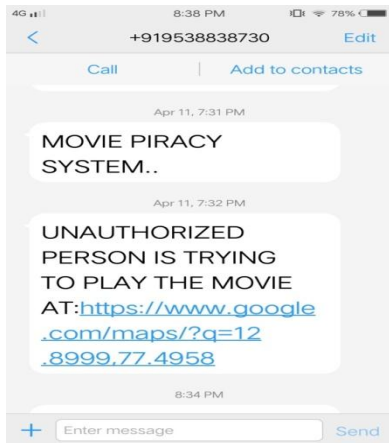 4G 8:38 PM 78%
< +919538838730 Edit
Call | Add to contacts
Apr 11, 7:31 PM
MOVIE PIRACY
SYSTEM..
Apr 11, 7:32 PM
UNAUTHORIZED
PERSON IS TRYING
TO PLAY THE MOVIE
AT:https://www.google
.com/maps/?q=12
.8999,77.4958
8:34 PM
+ Enter message Send